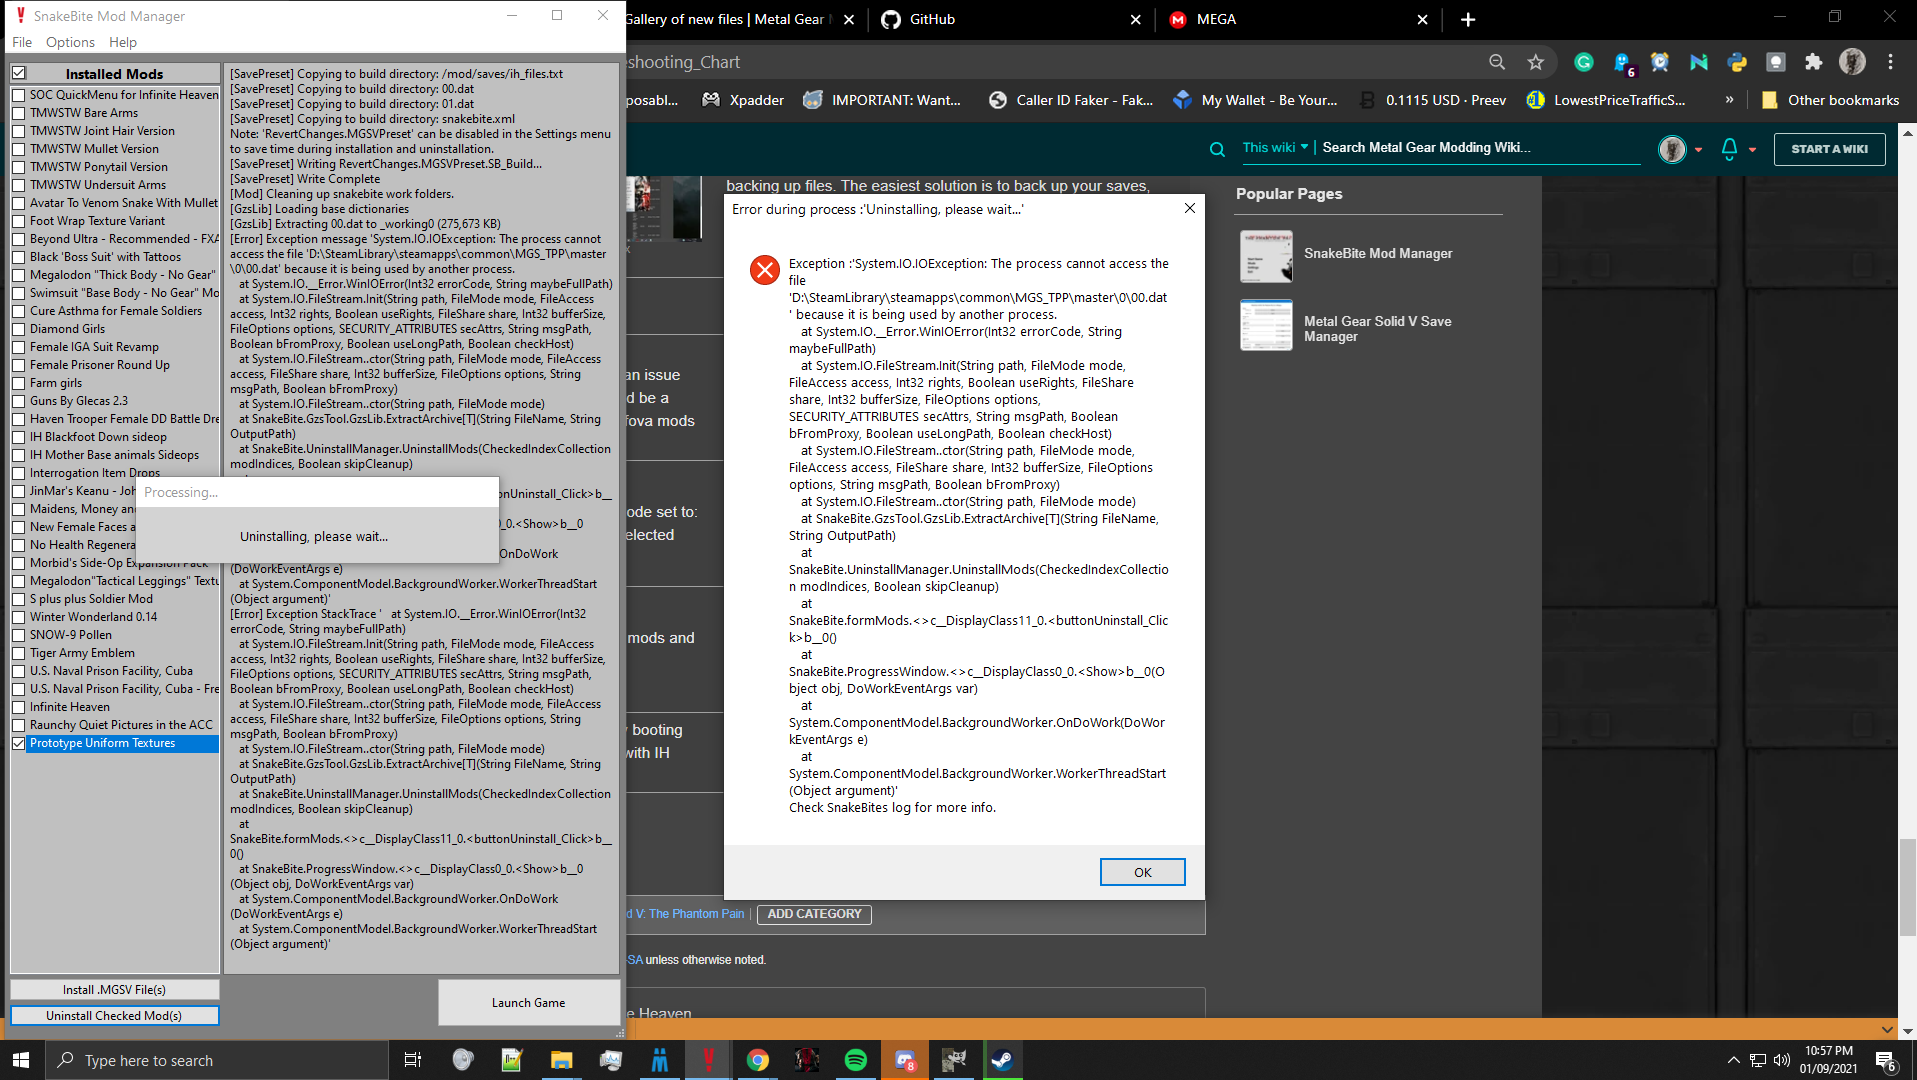 SnakeBite Mod Manager
File Options Help
Installed Mods
SOC QuickMenu for Infinite Heaven
TMWSTW Bare Arms
TMWSTW Joint Hair Version
TMWSTW Mullet Version
TMWSTW Ponytail Version
TMWSTW Undersuit Arms
Avatar To Venom Snake With Mullet
Foot Wrap Texture Variant
Beyond Ultra - Recommended - FXA
Black 'Boss Suit' with Tattoos
Megalodon "Thick Body - No Gear"
Swimsuit "Base Body - No Gear" Mo
Cure Asthma for Female Soldiers
Diamond Girls
Female IGA Suit Revamp
Female Prisoner Round Up
Farm girls
Guns By Glecas 2.3
Haven Trooper Female DD Battle Dre
IH Blackfoot Down sideop
IH Mother Base animals Sideops
Interrogation Item Drops
JinMar's Keanu - Joh
Maidens, Money an
New Female Faces a
No Health Regenera
Morbid's Side-Op Expansion Pack
Megalodon"Tactical Leggings" Textu
S plus plus Soldier Mod
Winter Wonderland 0.14
SNOW-9 Pollen
Tiger Army Emblem
U.S. Naval Prison Facility, Cuba
U.S. Naval Prison Facility, Cuba - Fre
Infinite Heaven
Raunchy Quiet Pictures in the ACC
Prototype Uniform Textures
Install .MGSV File(s)
Uninstall Checked Mod(s)
[SavePreset] Copying to build directory: /mod/saves/ih_files.txt
[SavePreset] Copying to build directory: 00.dat
[SavePreset] Copying to build directory: 01.dat
[SavePreset] Copying to build directory: snakebite.xml
Note: 'RevertChanges.MGSVPreset' can be disabled in the Settings menu
to save time during installation and uninstallation.
[SavePreset] Writing RevertChanges.MGSVPreset.SB_Build...
[SavePreset] Write Complete
[Mod] Cleaning up snakebite work folders.
[GzsLib] Loading base dictionaries
[GzsLib] Extracting 00.dat to _working0 (275,673 KB)
[Error] Exception message 'System.IO.IOException: The process cannot
access the file 'D:\SteamLibrary\steamapps\common\MGS_TPP\master
\0\00.dat' because it is being used by another process.
at System.IO.__Error.WinIOError(Int32 errorCode, String maybeFullPath)
at System.IO.FileStream.Init(String path, FileMode mode, FileAccess
access, Int32 rights, Boolean useRights, FileShare share, Int32 bufferSize,
FileOptions options, SECURITY_ATTRIBUTES secAttrs, String msgPath,
Boolean bFromProxy, Boolean useLongPath, Boolean checkHost)
at System.IO.FileStream..ctor(String path, FileMode mode, FileAccess
access, FileShare share, Int32 bufferSize, FileOptions options, String
msgPath, Boolean bFromProxy)
at System.IO.FileStream..ctor(String path, FileMode mode)
at SnakeBite.GzsTool.GzsLib.ExtractArchive[T](String FileName, String
OutputPath)
at SnakeBite.UninstallManager.UninstallMods(CheckedIndexCollection
modIndices, Boolean skipCleanup)
onUninstall_Click>b__
0_0.<Show>b__0
OnDoWork
(DoWorkEventArgs e)
at System.ComponentModel.BackgroundWorker.WorkerThreadStart
(Object argument)'
[Error] Exception StackTrace ' at System.IO.__Error.WinIOError(Int32
errorCode, String maybeFullPath)
at System.IO.FileStream.Init(String path, FileMode mode, FileAccess
access, Int32 rights, Boolean useRights, FileShare share, Int32 bufferSize,
FileOptions options, SECURITY_ATTRIBUTES secAttrs, String msgPath,
Boolean bFromProxy, Boolean useLongPath, Boolean checkHost)
at System.IO.FileStream..ctor(String path, FileMode mode, FileAccess
access, FileShare share, Int32 bufferSize, FileOptions options, String
msgPath, Boolean bFromProxy)
at System.IO.FileStream..ctor(String path, FileMode mode)
at SnakeBite.GzsTool.GzsLib.ExtractArchive[T](String FileName, String
OutputPath)
at SnakeBite.UninstallManager.UninstallMods(CheckedIndexCollection
modIndices, Boolean skipCleanup)
at
SnakeBite.formMods.<>c__DisplayClass11_0.<buttonUninstall_Click>b__
0()
at SnakeBite.ProgressWindow.<>c__DisplayClass0_0.<Show>b__0
(Object obj, DoWorkEventArgs var)
at System.ComponentModel.BackgroundWorker.OnDoWork
(DoWorkEventArgs e)
at System.ComponentModel.BackgroundWorker.WorkerThreadStart
(Object argument)'
Launch Game
Processing...
Uninstalling, please wait...
Gallery of new files | Metal Gear
GitHub
MEGA
eshooting_Chart
6
posabl...
Xpadder
IMPORTANT: Want...
Caller ID Faker - Fak...
My Wallet - Be Your...
0.1115 USD · Preev
LowestPriceTrafficS...
»
Other bookmarks
This wiki
Search Metal Gear Modding Wiki...
START A WIKI
backing up files. The easiest solution is to back up your saves,
Error during process :'Uninstalling, please wait...'
Exception :'System.IO.IOException: The process cannot access the
file
'D:\SteamLibrary\steamapps\common\MGS_TPP\master\0\00.dat
' because it is being used by another process.
at System.IO.__Error.WinIOError(Int32 errorCode, String
maybeFullPath)
at System.IO.FileStream.Init(String path, FileMode mode,
FileAccess access, Int32 rights, Boolean useRights, FileShare
share, Int32 bufferSize, FileOptions options,
SECURITY_ATTRIBUTES secAttrs, String msgPath, Boolean
bFromProxy, Boolean useLongPath, Boolean checkHost)
at System.IO.FileStream..ctor(String path, FileMode mode,
FileAccess access, FileShare share, Int32 bufferSize, FileOptions
options, String msgPath, Boolean bFromProxy)
at System.IO.FileStream..ctor(String path, FileMode mode)
at SnakeBite.GzsTool.GzsLib.ExtractArchive[T](String FileName,
String OutputPath)
at
SnakeBite.UninstallManager.UninstallMods(CheckedIndexCollectio
n modIndices, Boolean skipCleanup)
at
SnakeBite.formMods.<>c__DisplayClass11_0.<buttonUninstall_Clic
k>b__0()
at
SnakeBite.ProgressWindow.<>c__DisplayClass0_0.<Show>b__0(O
bject obj, DoWorkEventArgs var)
at
System.ComponentModel.BackgroundWorker.OnDoWork(DoWor
kEventArgs e)
at
System.ComponentModel.BackgroundWorker.WorkerThreadStart
(Object argument)'
Check SnakeBites log for more info.
OK
an issue
d be a
fova mods
ode set to:
elected
mods and
booting
with IH
d V: The Phantom Pain
ADD CATEGORY
-SA unless otherwise noted.
e Heaven
Popular Pages
SnakeBite Mod Manager
Metal Gear Solid V Save
Manager
Type here to search
8
10:57 PM
01/09/2021
6